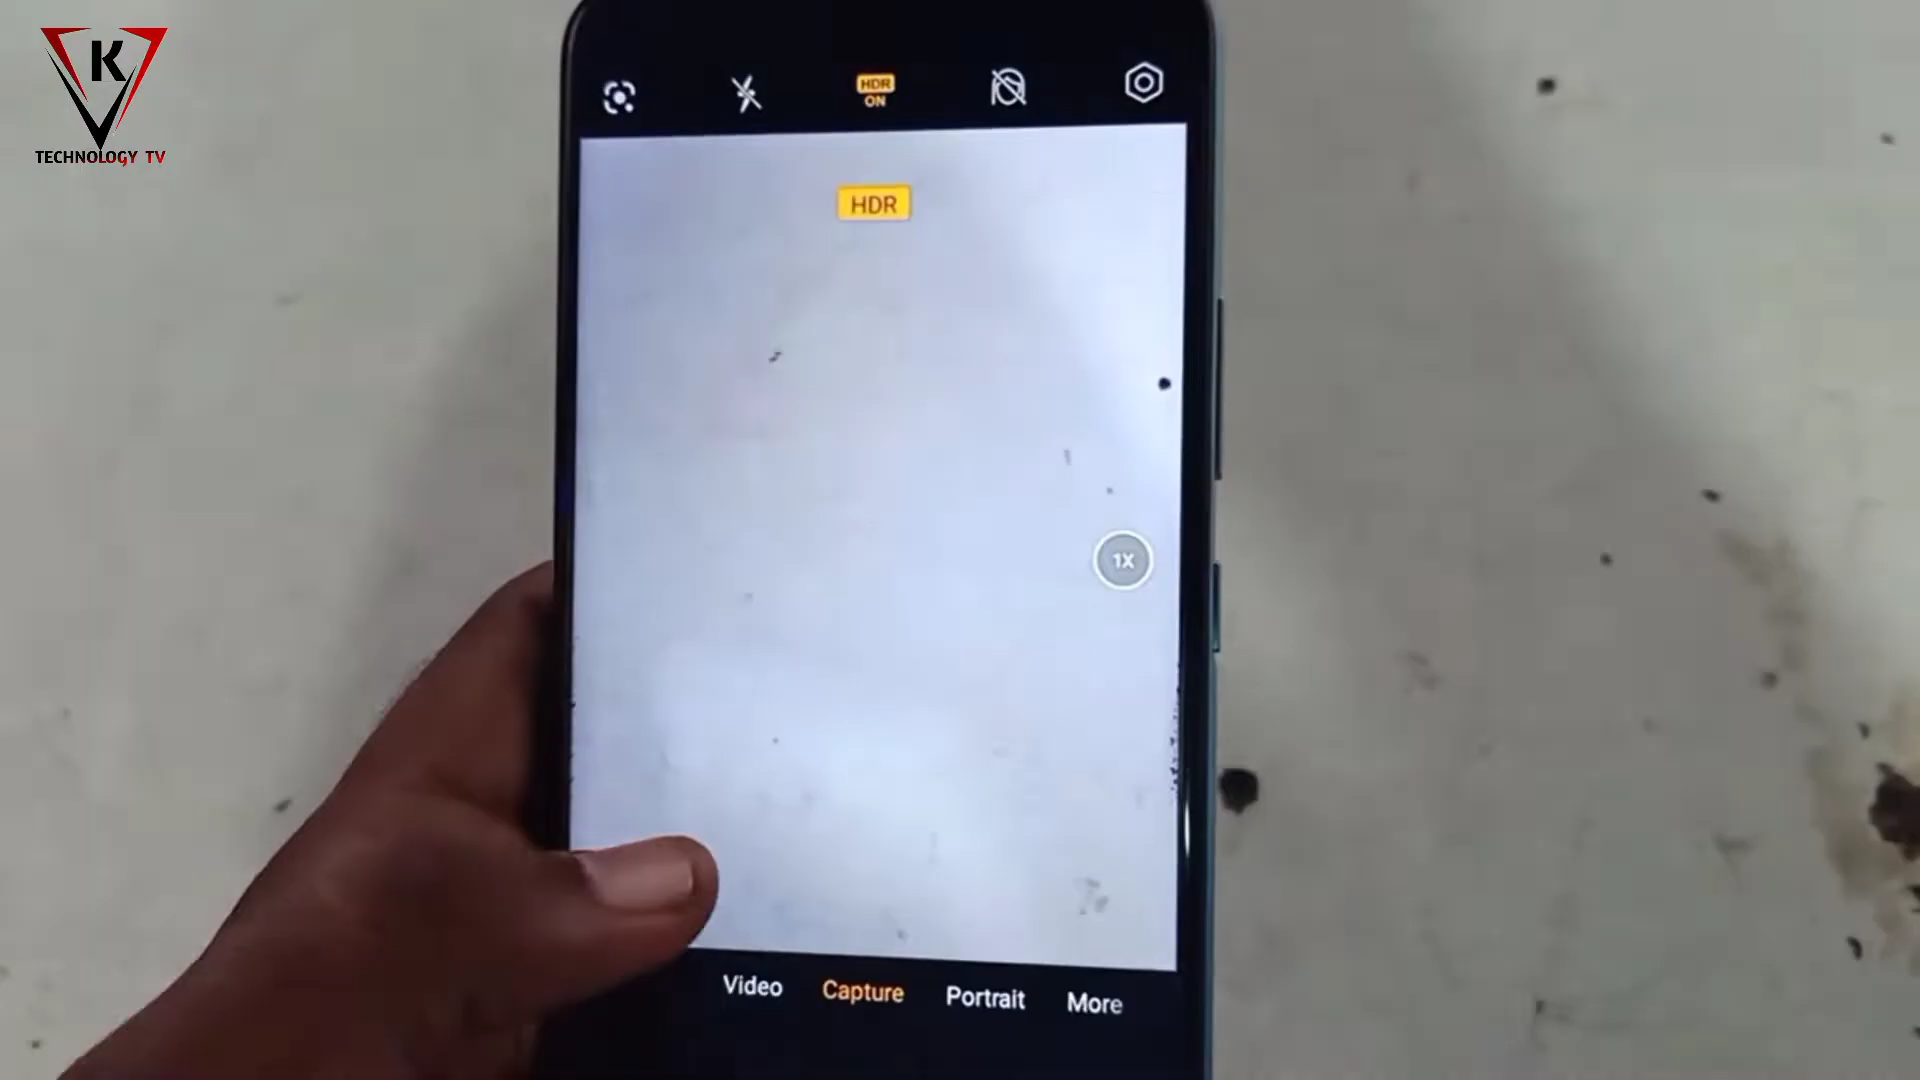 K
TECHNOLOGY TV
HDR
ON
HDR
1X
Video Capture Portrait More